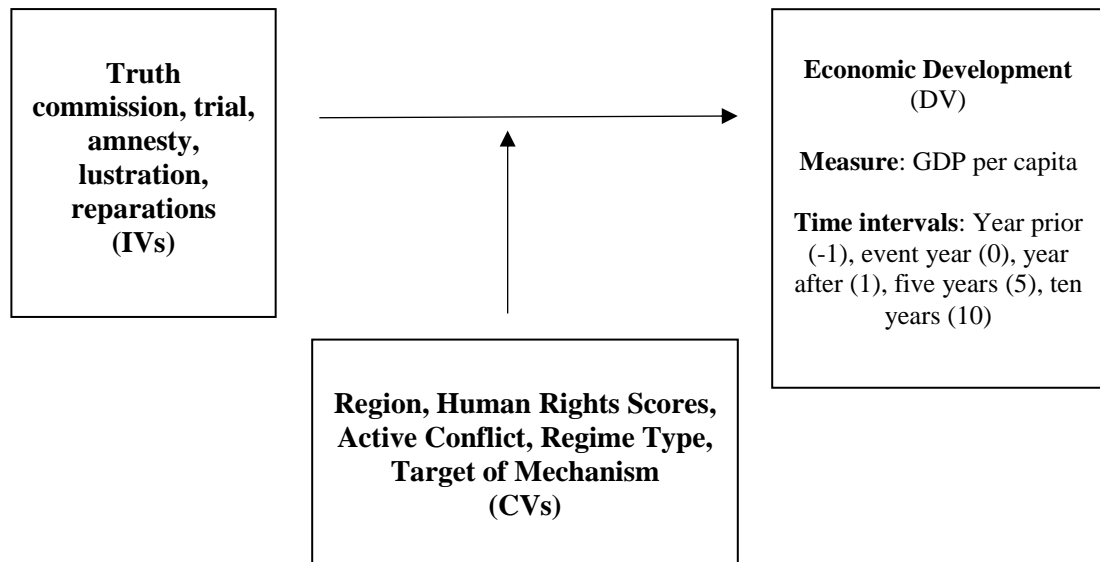 Truth
commission, trial,
amnesty,
lustration,
reparations
(IVs)
Economic Development
(DV)
Measure: GDP per capita
Time intervals: Year prior
(-1), event year (0), year
after (1), five years (5), ten
years (10)
Region, Human Rights Scores,
Active Conflict, Regime Type,
Target of Mechanism
(CVs)